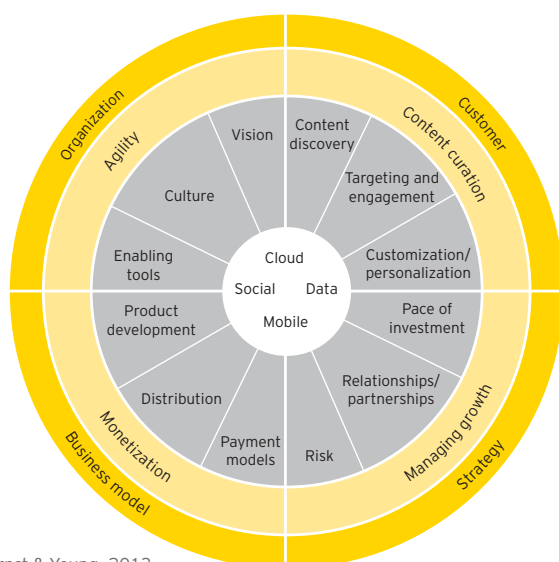 Organization
Customer
Agility
Content curation
Vision
Content
discovery
Culture
Targeting and
engagement
Enabling
tools
Customization/
personalization
Cloud
Social
Data
Mobile
Product
development
Pace of
investment
Distribution
Relationships/
partnerships
Payment
models
Risk
Monetization
Managing growth
Business model
Strategy